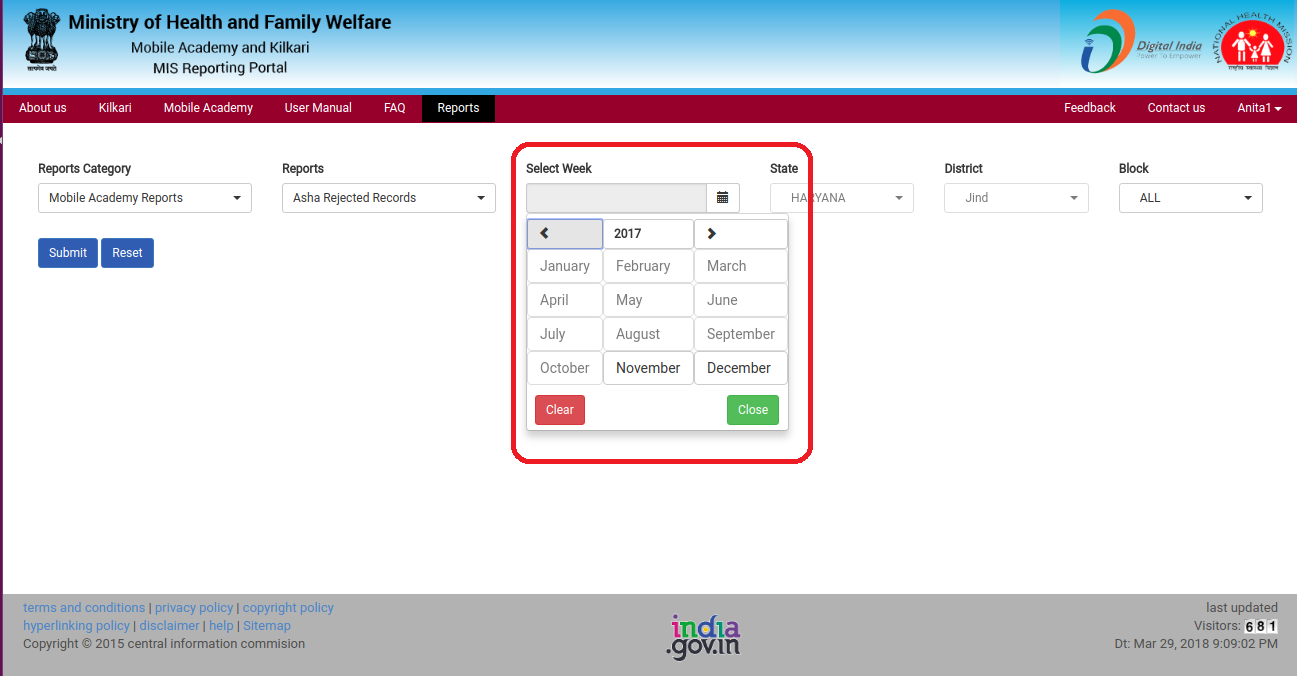 Ministry of Health and Family Welfare
Mobile Academy and Kilkari
MIS Reporting Portal
सत्यमेव जयते
Digital India
Power To Empower
NATIONAL HEALTH MISSION
राष्ट्रीय स्वास्थ्य मिशन
About us Kilkari Mobile Academy User Manual FAQ Reports Feedback Contact us Anita1
Reports Category Reports Select Week State District Block
Mobile Academy Reports Asha Rejected Records HARYANA Jind ALL
2017
Submit Reset
January February March
April May June
July August September
October November December
Clear Close
terms and conditions | privacy policy | copyright policy
hyperlinking policy | disclaimer | help | Sitemap
Copyright © 2015 central information commision
india
.gov.in
last updated
Visitors: 681
Dt: Mar 29, 2018 9:09:02 PM